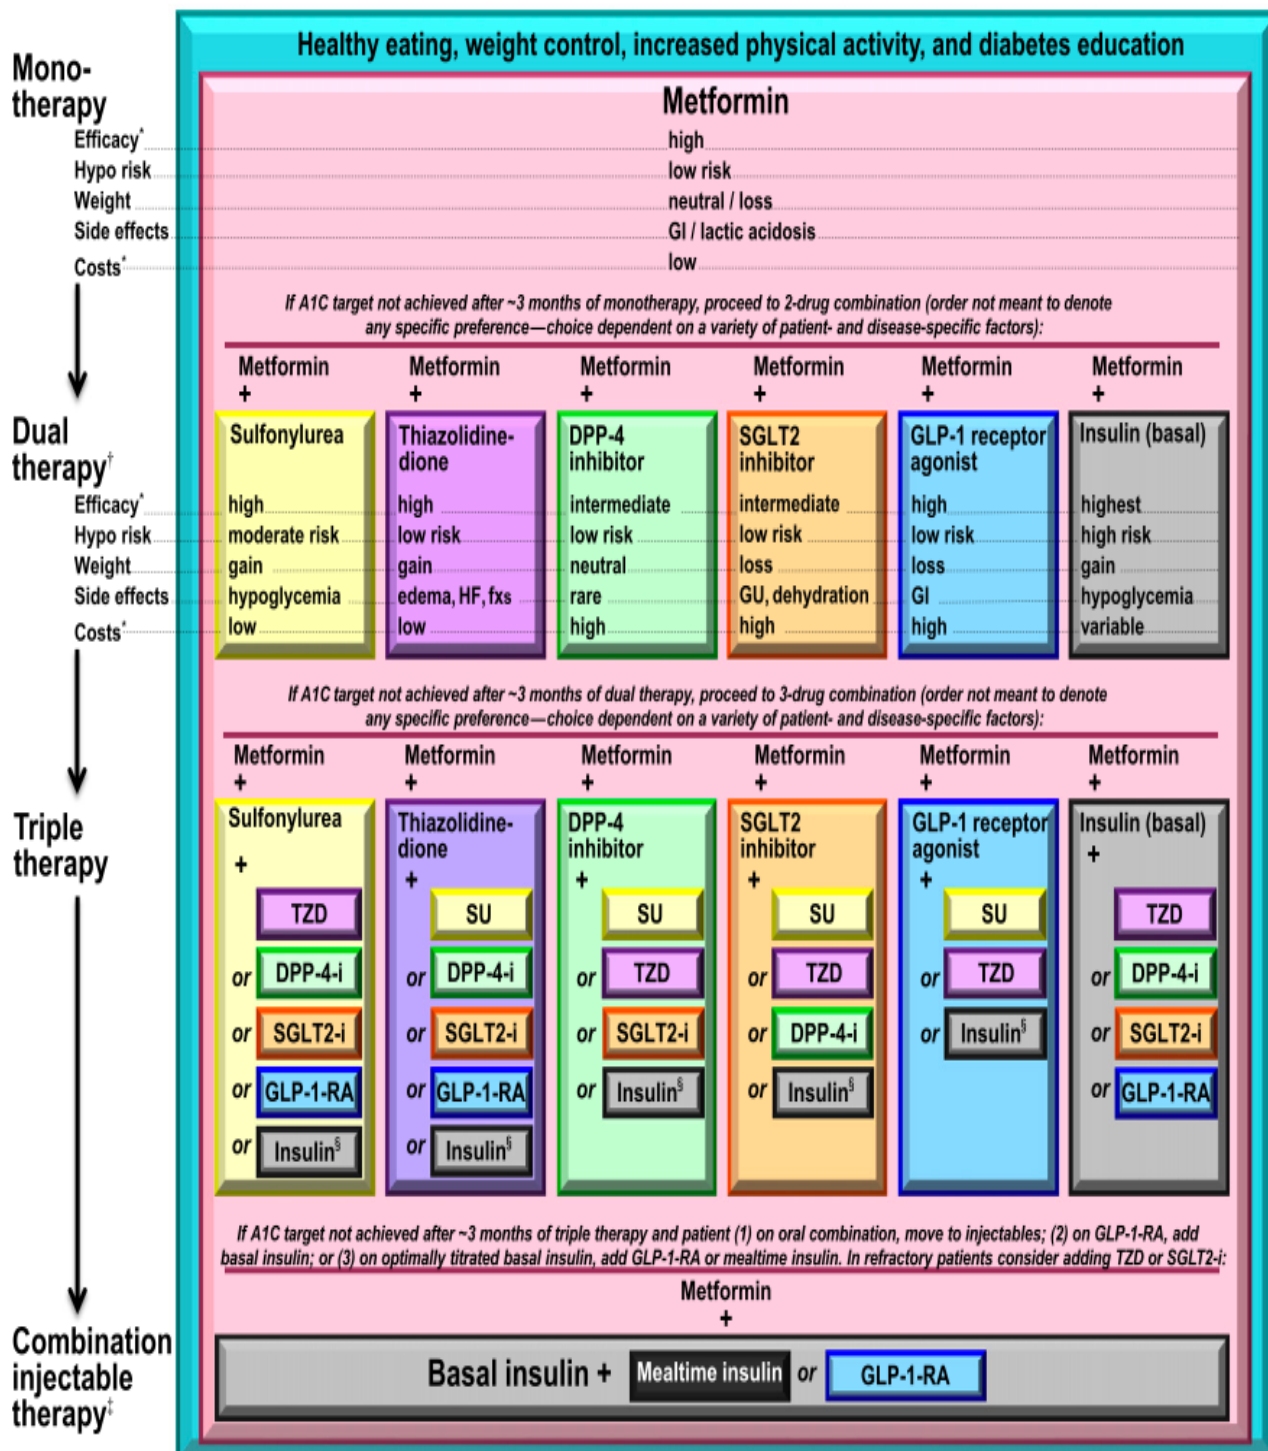 Healthy eating, weight control, increased physical activity, and diabetes education
Mono-
therapy
Metformin
Efficacy* high
Hypo risk low risk
Weight neutral / loss
Side effects GI / lactic acidosis
Costs* low
If A1C target not achieved after ~3 months of monotherapy, proceed to 2-drug combination (order not meant to denote
any specific preference—choice dependent on a variety of patient- and disease-specific factors):
Metformin Metformin Metformin Metformin Metformin Metformin
+ + + + + +
Dual
therapy†
Sulfonylurea
Thiazolidine-
dione
DPP-4
inhibitor
SGLT2
inhibitor
GLP-1 receptor
agonist
Insulin (basal)
Efficacy* high high intermediate intermediate high highest
Hypo risk moderate risk low risk low risk low risk low risk high risk
Weight gain gain neutral loss loss gain
Side effects hypoglycemia edema, HF, fxs rare GU, dehydration GI hypoglycemia
Costs* low low high high high variable
If A1C target not achieved after ~3 months of dual therapy, proceed to 3-drug combination (order not meant to denote
any specific preference—choice dependent on a variety of patient- and disease-specific factors):
Metformin Metformin Metformin Metformin Metformin Metformin
+ + + + + +
Triple
therapy
Sulfonylurea
+
TZD
or DPP-4-i
or SGLT2-i
or GLP-1-RA
or Insulin§
Thiazolidine-
dione
+
SU
or DPP-4-i
or SGLT2-i
or GLP-1-RA
or Insulin§
DPP-4
inhibitor
+
SU
or TZD
or SGLT2-i
or Insulin§
SGLT2
inhibitor
+
SU
or TZD
or DPP-4-i
or Insulin§
GLP-1 receptor
agonist
+
SU
or TZD
or Insulin§
Insulin (basal)
+
TZD
or DPP-4-i
or SGLT2-i
or GLP-1-RA
If A1C target not achieved after ~3 months of triple therapy and patient (1) on oral combination, move to injectables; (2) on GLP-1-RA, add
basal insulin; or (3) on optimally titrated basal insulin, add GLP-1-RA or mealtime insulin. In refractory patients consider adding TZD or SGLT2-i:
Metformin
+
Combination
injectable
therapy‡
Basal insulin + Mealtime insulin or GLP-1-RA